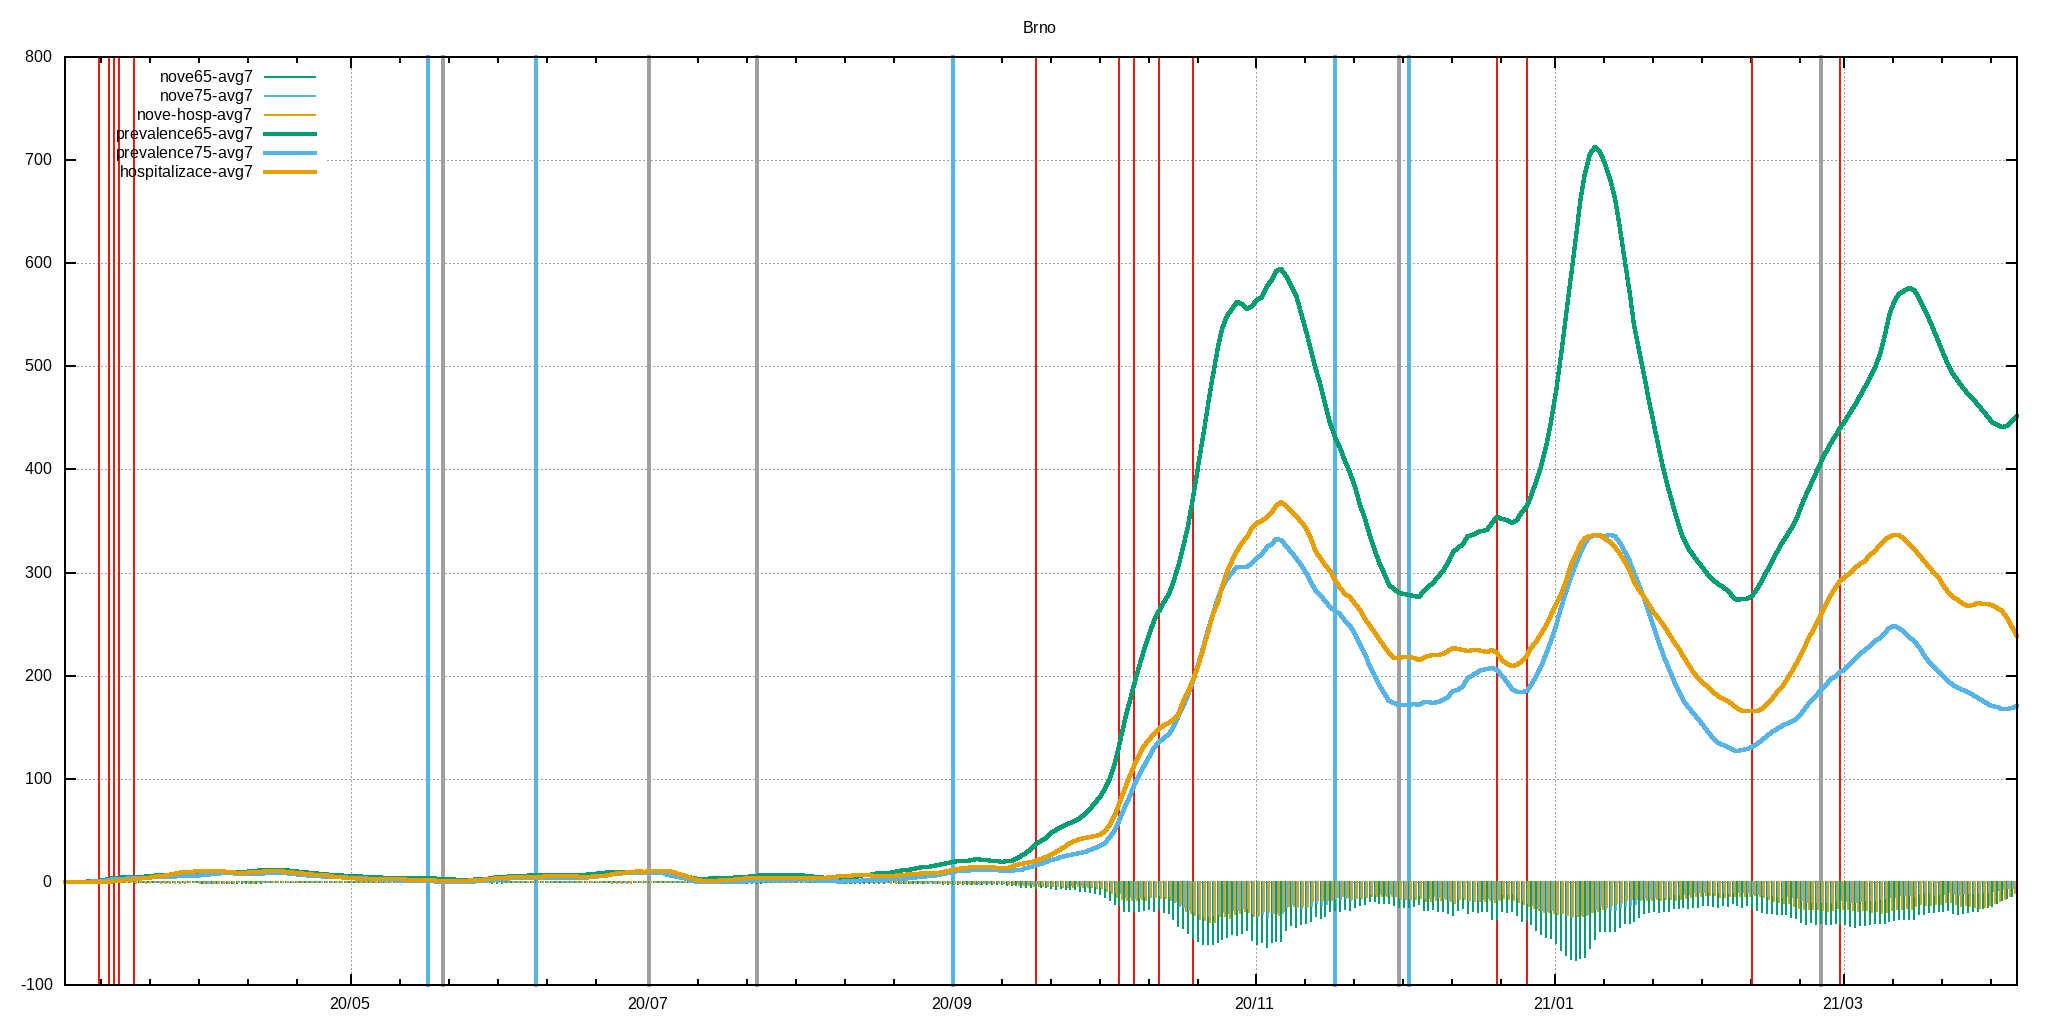 Brno
800
700
600
500
400
300
200
100
0
-100
nove65-avg7
nove75-avg7
nove-hosp-avg7
prevalence65-avg7
prevalence75-avg7
hospitalizace-avg7
20/05 20/07 20/09 20/11 21/01 21/03